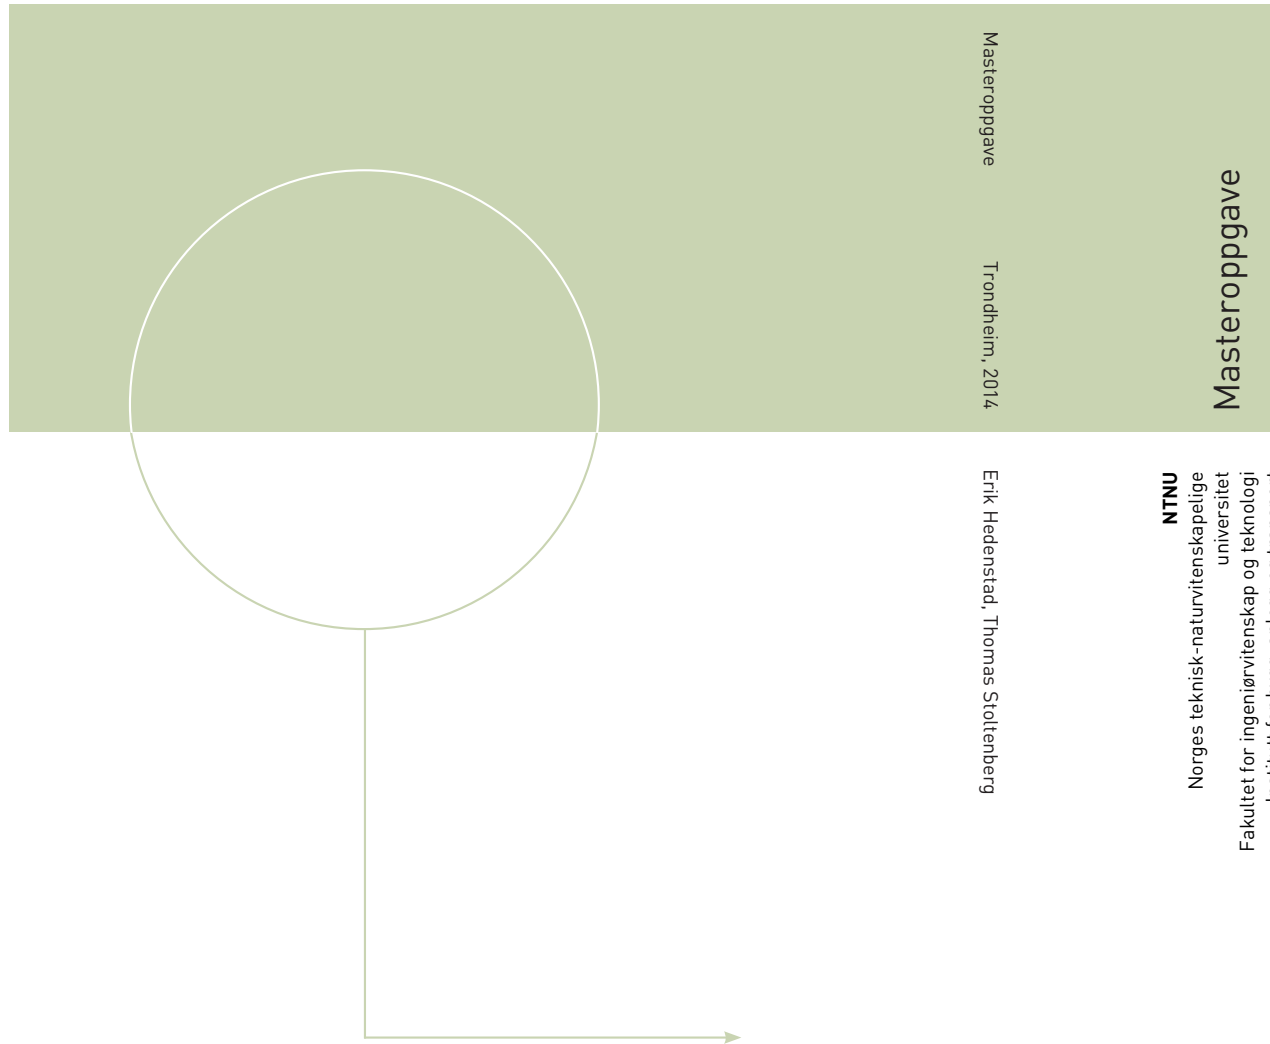 Masteroppgave
Trondheim, 2014
Erik Hedenstad, Thomas Stoltenberg
Masteroppgave
NTNU
Norges teknisk-naturvitenskapelige
universitet
Fakultet for ingeniørvitenskap og teknologi